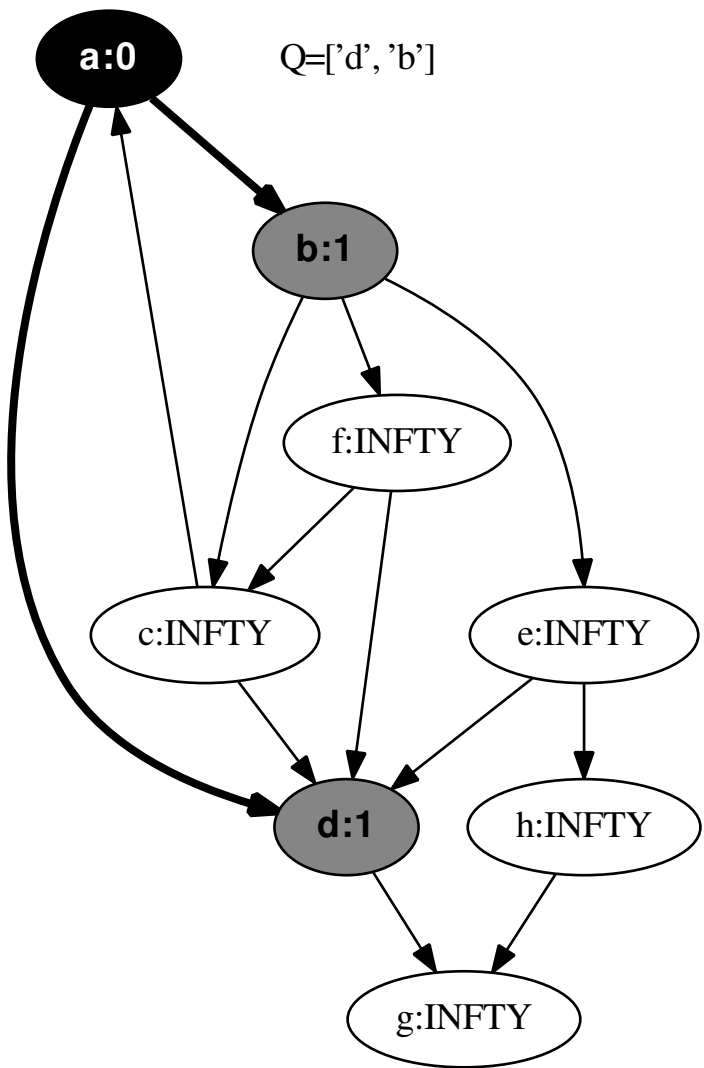 a:0
Q=[’d’, ’b’]
b:1
f:INFTY
c:INFTY
e:INFTY
d:1
h:INFTY
g:INFTY